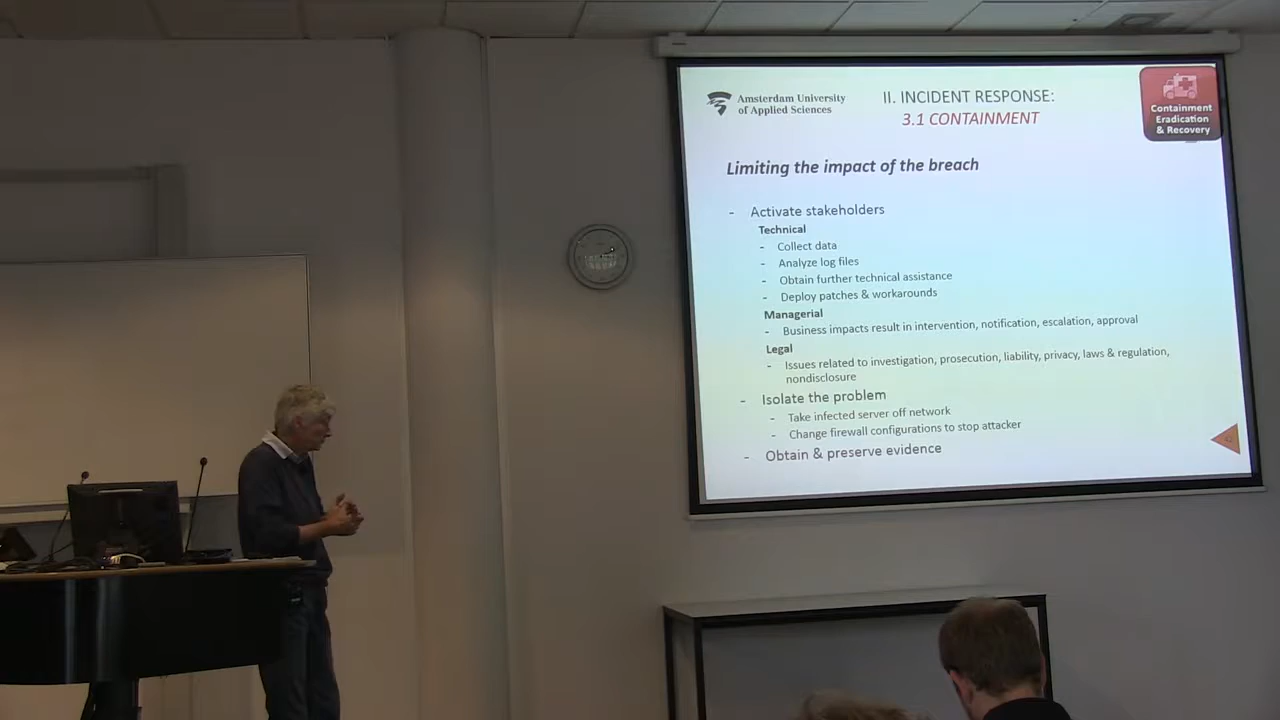 Amsterdam University
of Applied Sciences
II. INCIDENT RESPONSE:
3.1 CONTAINMENT
Containment
Eradication
& Recovery
Limiting the impact of the breach
- Activate stakeholders
Technical
- Collect data
- Analyze log files
- Obtain further technical assistance
- Deploy patches & workarounds
Managerial
- Business impacts result in intervention, notification, escalation, approval
Legal
- Issues related to investigation, prosecution, liability, privacy, laws & regulation,
nondisclosure
- Isolate the problem
- Take infected server off network
- Change firewall configurations to stop attacker
- Obtain & preserve evidence